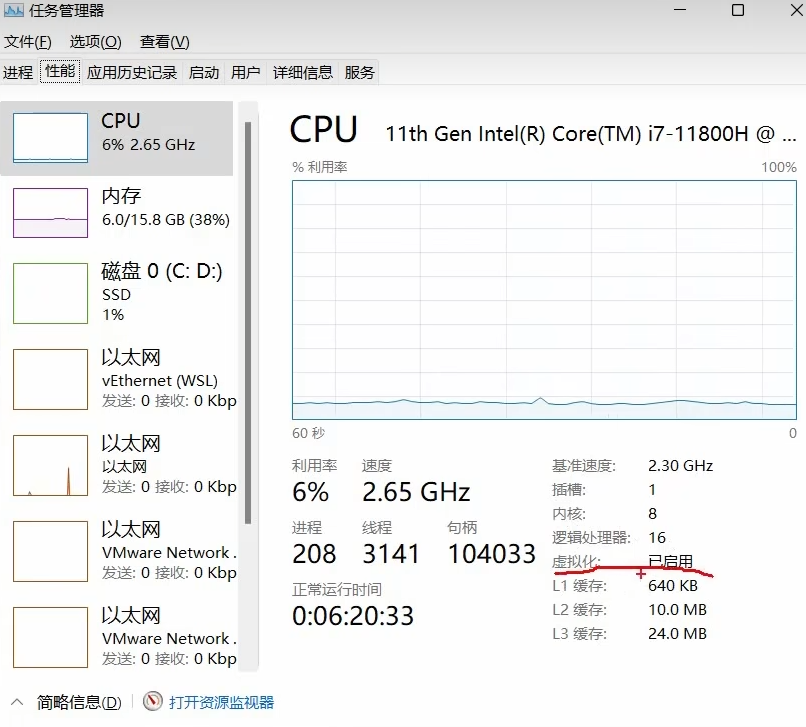 任务管理器
文件(F) 选项(O) 查看(V)
进程 性能 应用历史记录 启动 用户 详细信息 服务
CPU
6% 2.65 GHz
内存
6.0/15.8 GB (38%)
磁盘 0 (C: D:)
SSD
1%
以太网
vEthernet (WSL)
发送: 0 接收: 0 Kbp
以太网
以太网
发送: 0 接收: 0 Kbp
以太网
VMware Network .
发送: 0 接收: 0 Kbp
以太网
VMware Network .
发送: 0 接收: 0 Kbp
CPU 11th Gen Intel(R) Core(TM) i7-11800H @ ...
% 利用率 100%
60 秒 0
利用率 速度
6% 2.65 GHz
进程 线程 句柄
208 3141 104033
正常运行时间
0:06:20:33
基准速度: 2.30 GHz
插槽: 1
内核: 8
逻辑处理器: 16
虚拟化: 已启用
L1 缓存: 640 KB
L2 缓存: 10.0 MB
L3 缓存: 24.0 MB
简略信息(D) 打开资源监视器